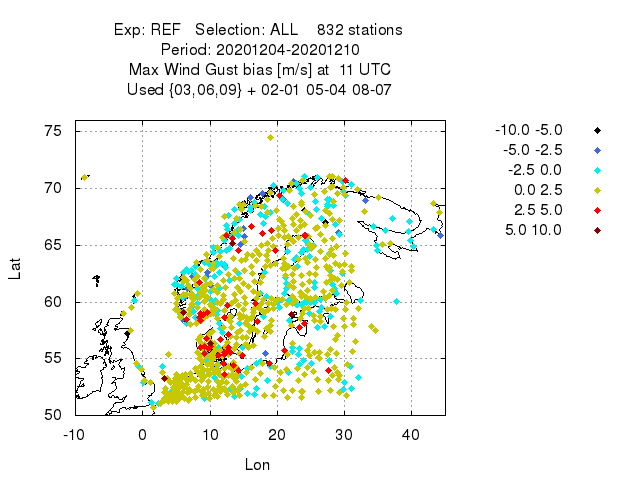 Exp: REF   Selection: ALL    832 stations
Period: 20201204-20201210
Max Wind Gust bias [m/s] at  11 UTC
Used {03,06,09} + 02-01 05-04 08-07
-10.0 -5.0
-5.0 -2.5
-2.5 0.0
0.0 2.5
2.5 5.0
5.0 10.0
75
70
65
60
55
50
Lat
-10 0 10 20 30 40
Lon